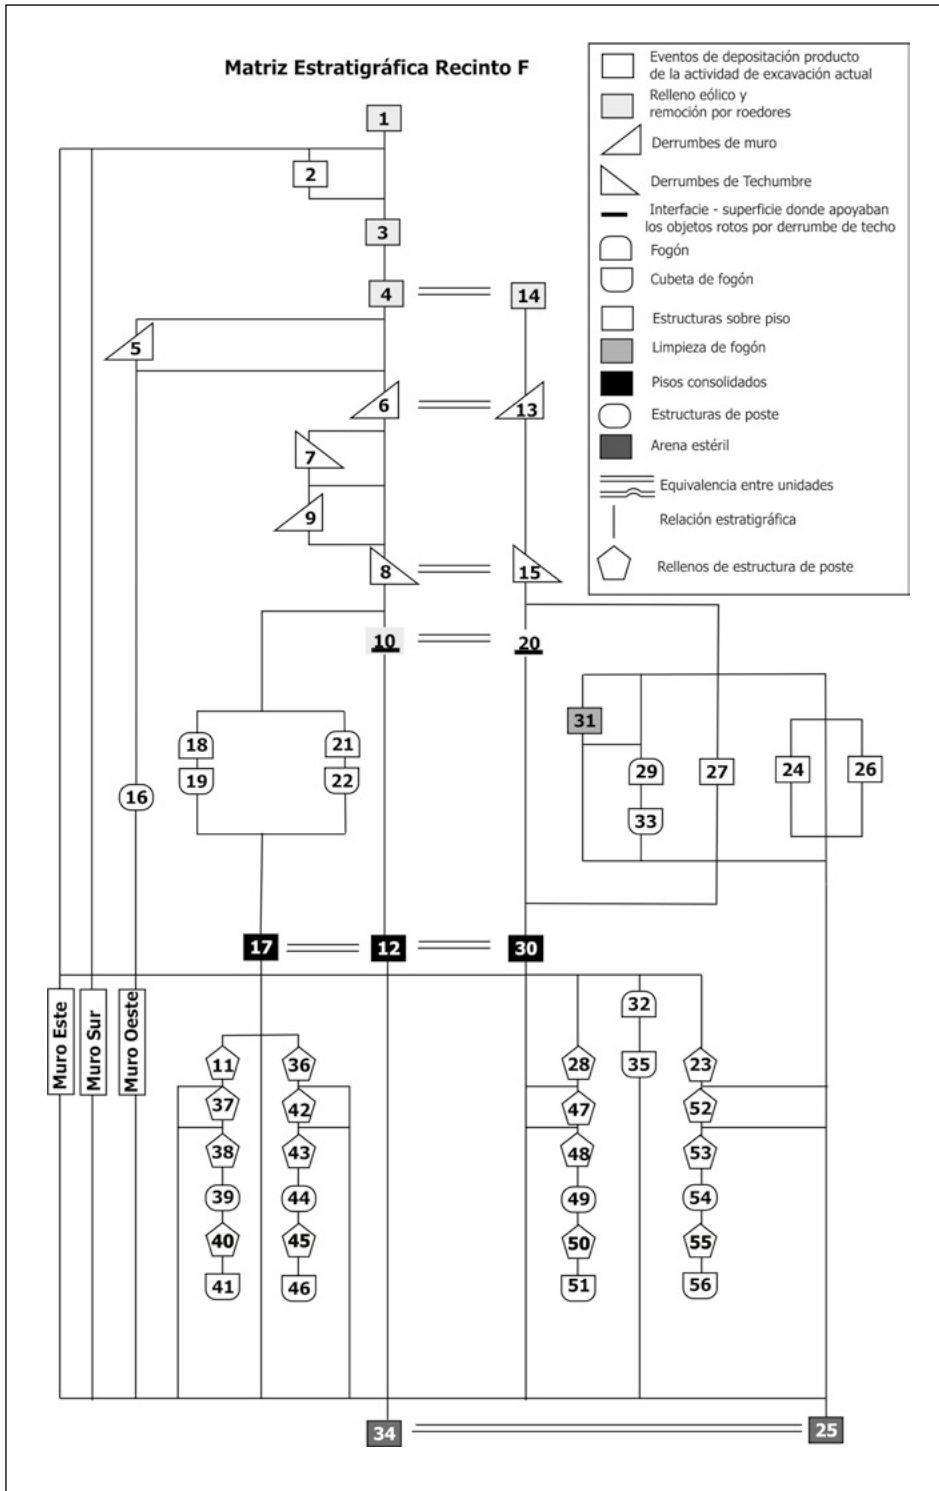 Matriz Estratigráfica Recinto F
Eventos de depositación producto
de la actividad de excavación actual
Relleno eólico y
remoción por roedores
Derrumbes de muro
Derrumbes de Techumbre
Interfacie - superficie donde apoyaban
los objetos rotos por derrumbe de techo
Fogón
Cubeta de fogón
Estructuras sobre piso
Limpieza de fogón
Pisos consolidados
Estructuras de poste
Arena estéril
Equivalencia entre unidades
Relación estratigráfica
Rellenos de estructura de poste
1
2
3
4 14
5
6 13
7
9
8 15
10 20
31
18 21
19 22
29 27 24 26
16
33
17 12 30
32
Muro Este Muro Sur Muro Oeste
11 36 28 35 23
37 42 47 52
38 43 48 53
39 44 49 54
40 45 50 55
41 46 51 56
34 25